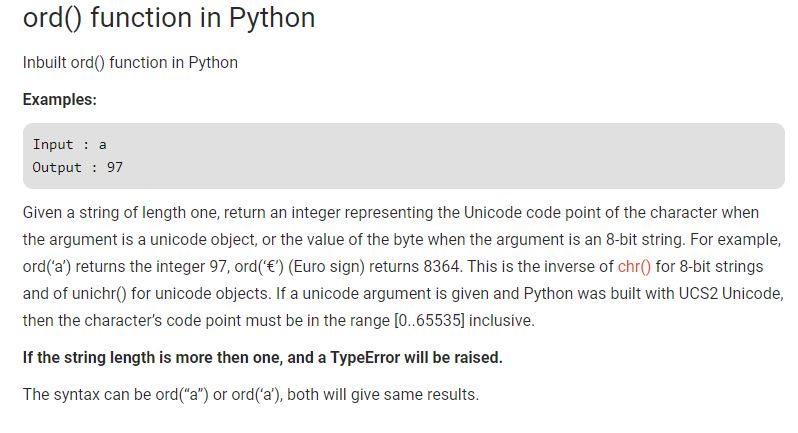 ord() function in Python
Inbuilt ord() function in Python
Examples:
Input : a
Output : 97
Given a string of length one, return an integer representing the Unicode code point of the character when
the argument is a unicode object, or the value of the byte when the argument is an 8-bit string. For example,
ord(‘a’) returns the integer 97, ord(‘€’) (Euro sign) returns 8364. This is the inverse of chr() for 8-bit strings
and of unichr() for unicode objects. If a unicode argument is given and Python was built with UCS2 Unicode,
then the character’s code point must be in the range [0..65535] inclusive.
If the string length is more then one, and a TypeError will be raised.
The syntax can be ord(“a”) or ord(‘a’), both will give same results.